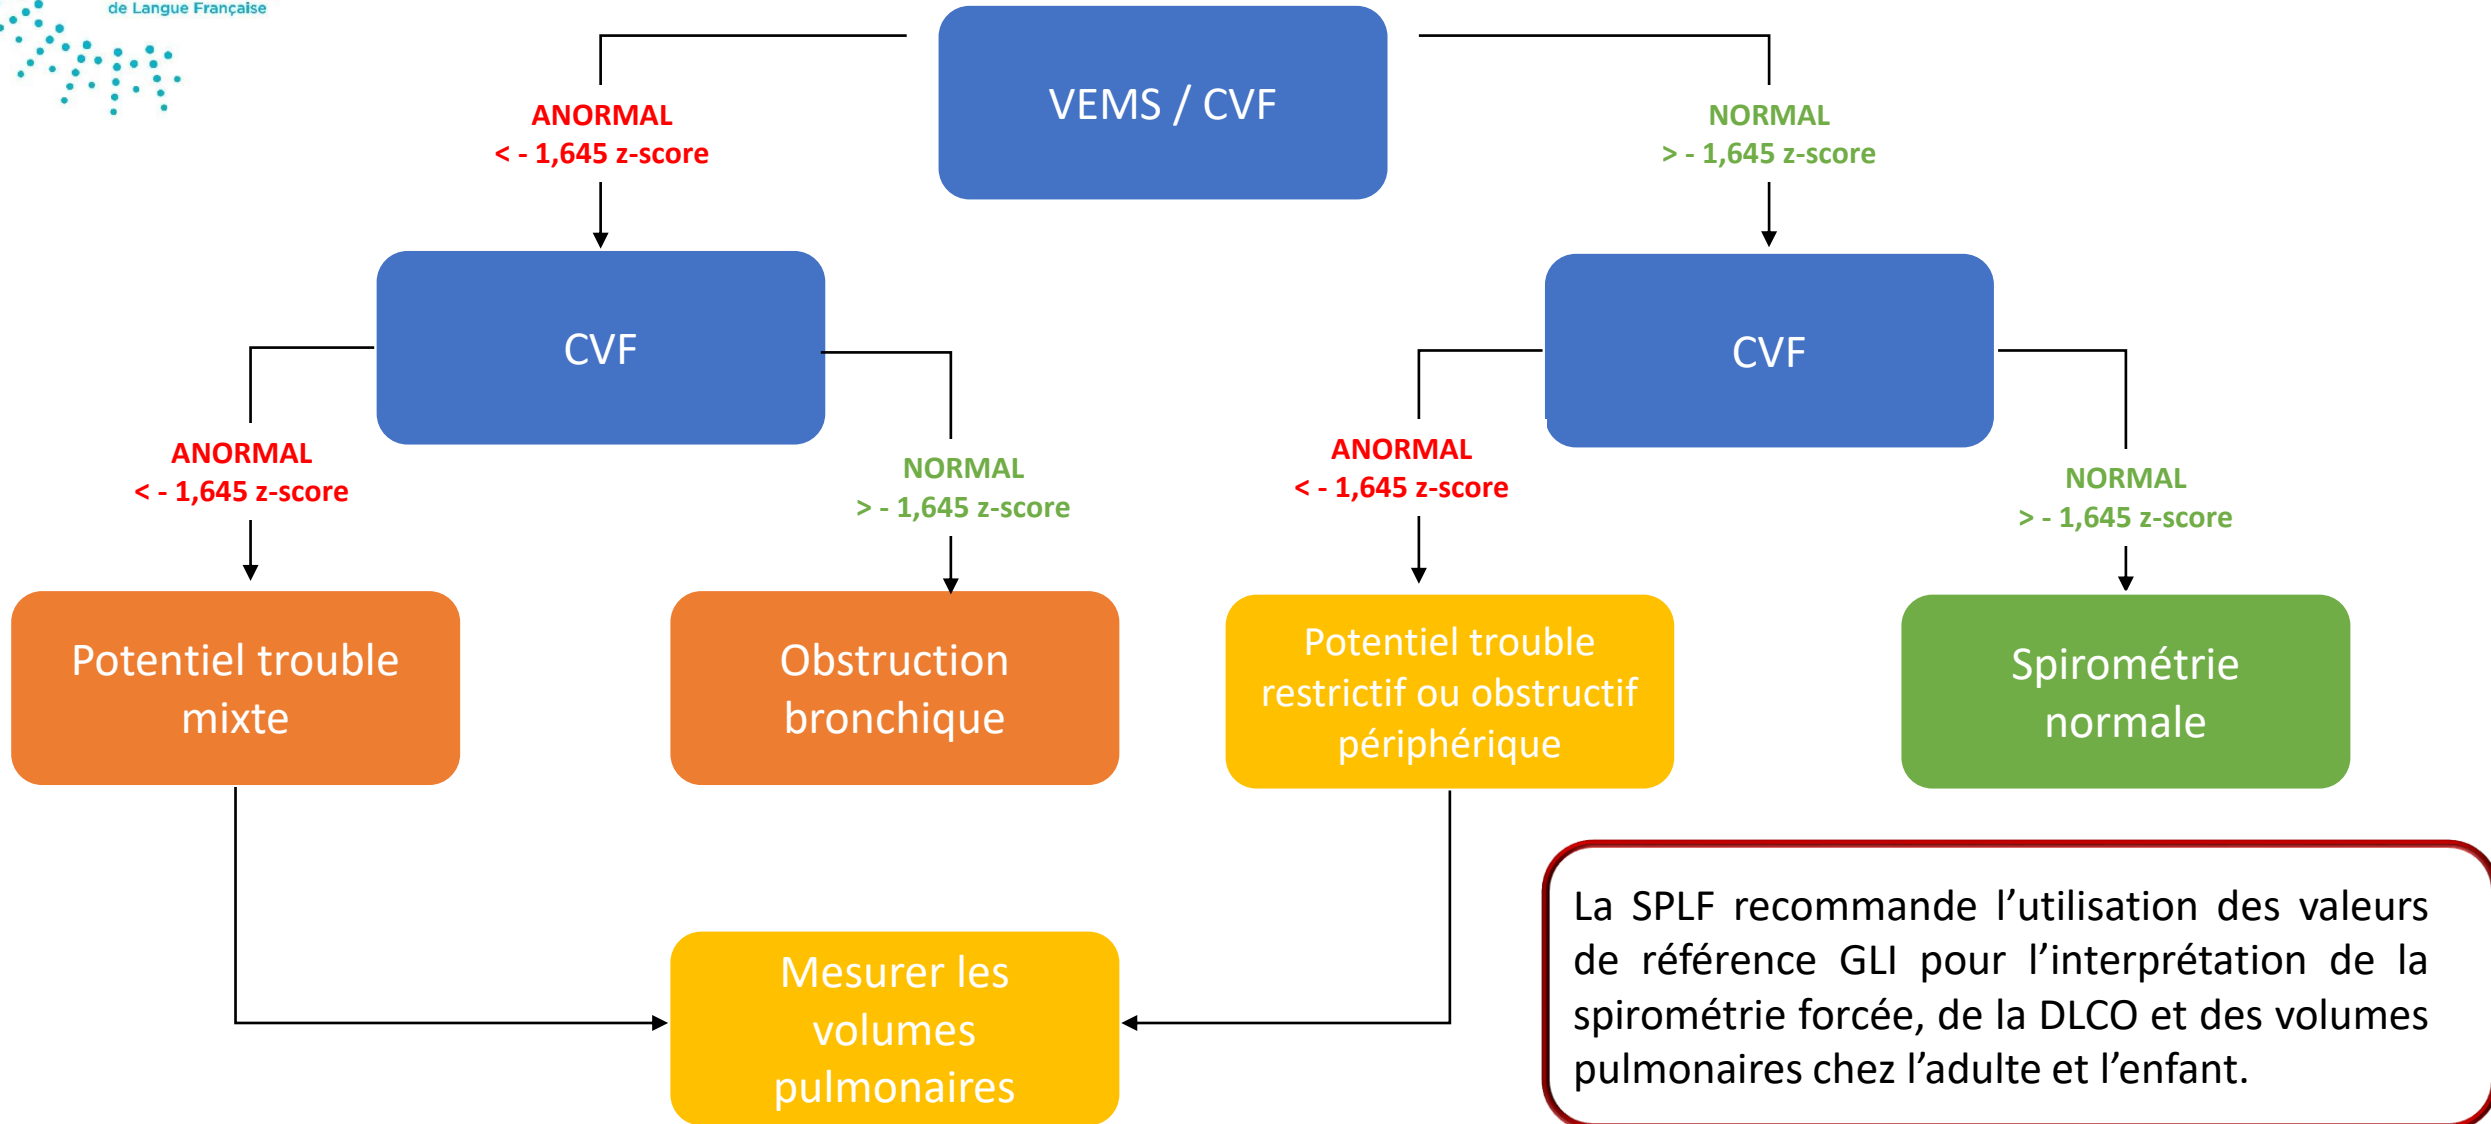 de Langue Française
VEMS / CVF
ANORMAL
< - 1,645 z-score
NORMAL
> - 1,645 z-score
CVF
CVF
ANORMAL
< - 1,645 z-score
NORMAL
> - 1,645 z-score
ANORMAL
< - 1,645 z-score
NORMAL
> - 1,645 z-score
Potentiel trouble
mixte
Obstruction
bronchique
Potentiel trouble
restrictif ou obstructif
périphérique
Spirométrie
normale
Mesurer les
volumes
pulmonaires
La SPLF recommande l’utilisation des valeurs
de référence GLI pour l’interprétation de la
spirométrie forcée, de la DLCO et des volumes
pulmonaires chez l’adulte et l’enfant.